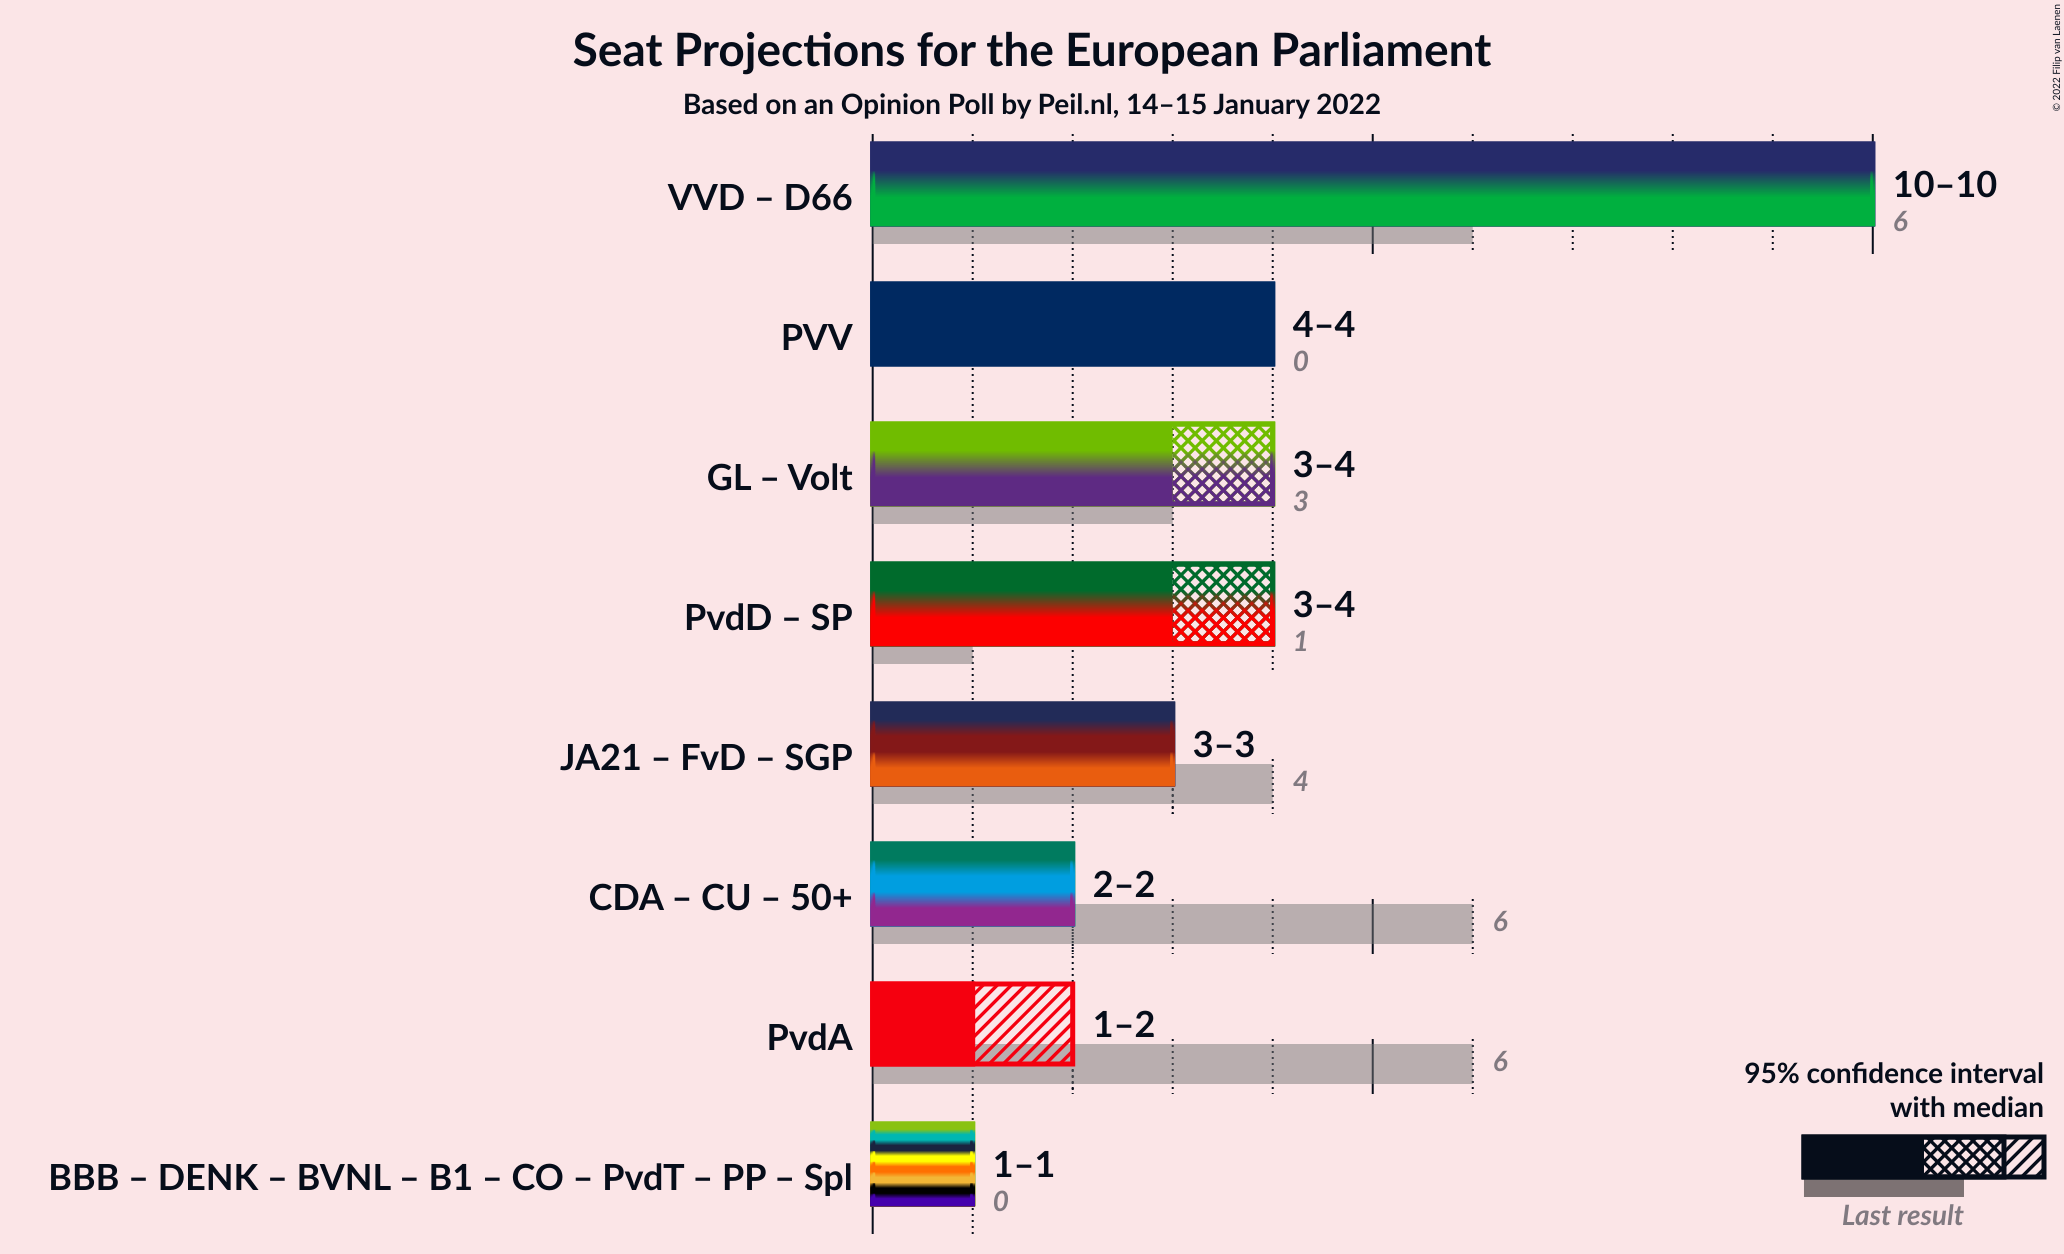 Seat Projections for the European Parliament
Based on an Opinion Poll by Peil.nl, 14–15 January 2022
© 2022 Filip van Laenen
VVD – D66
10–10
6
PVV
4–4
0
GL – Volt
3–4
3
PvdD – SP
3–4
1
JA21 – FvD – SGP
3–3
4
CDA – CU – 50+
2–2
6
PvdA
1–2
6
BBB – DENK – BVNL – B1 – CO – PvdT – PP – Spl
1–1
0
95% confidence interval
with median
Last result